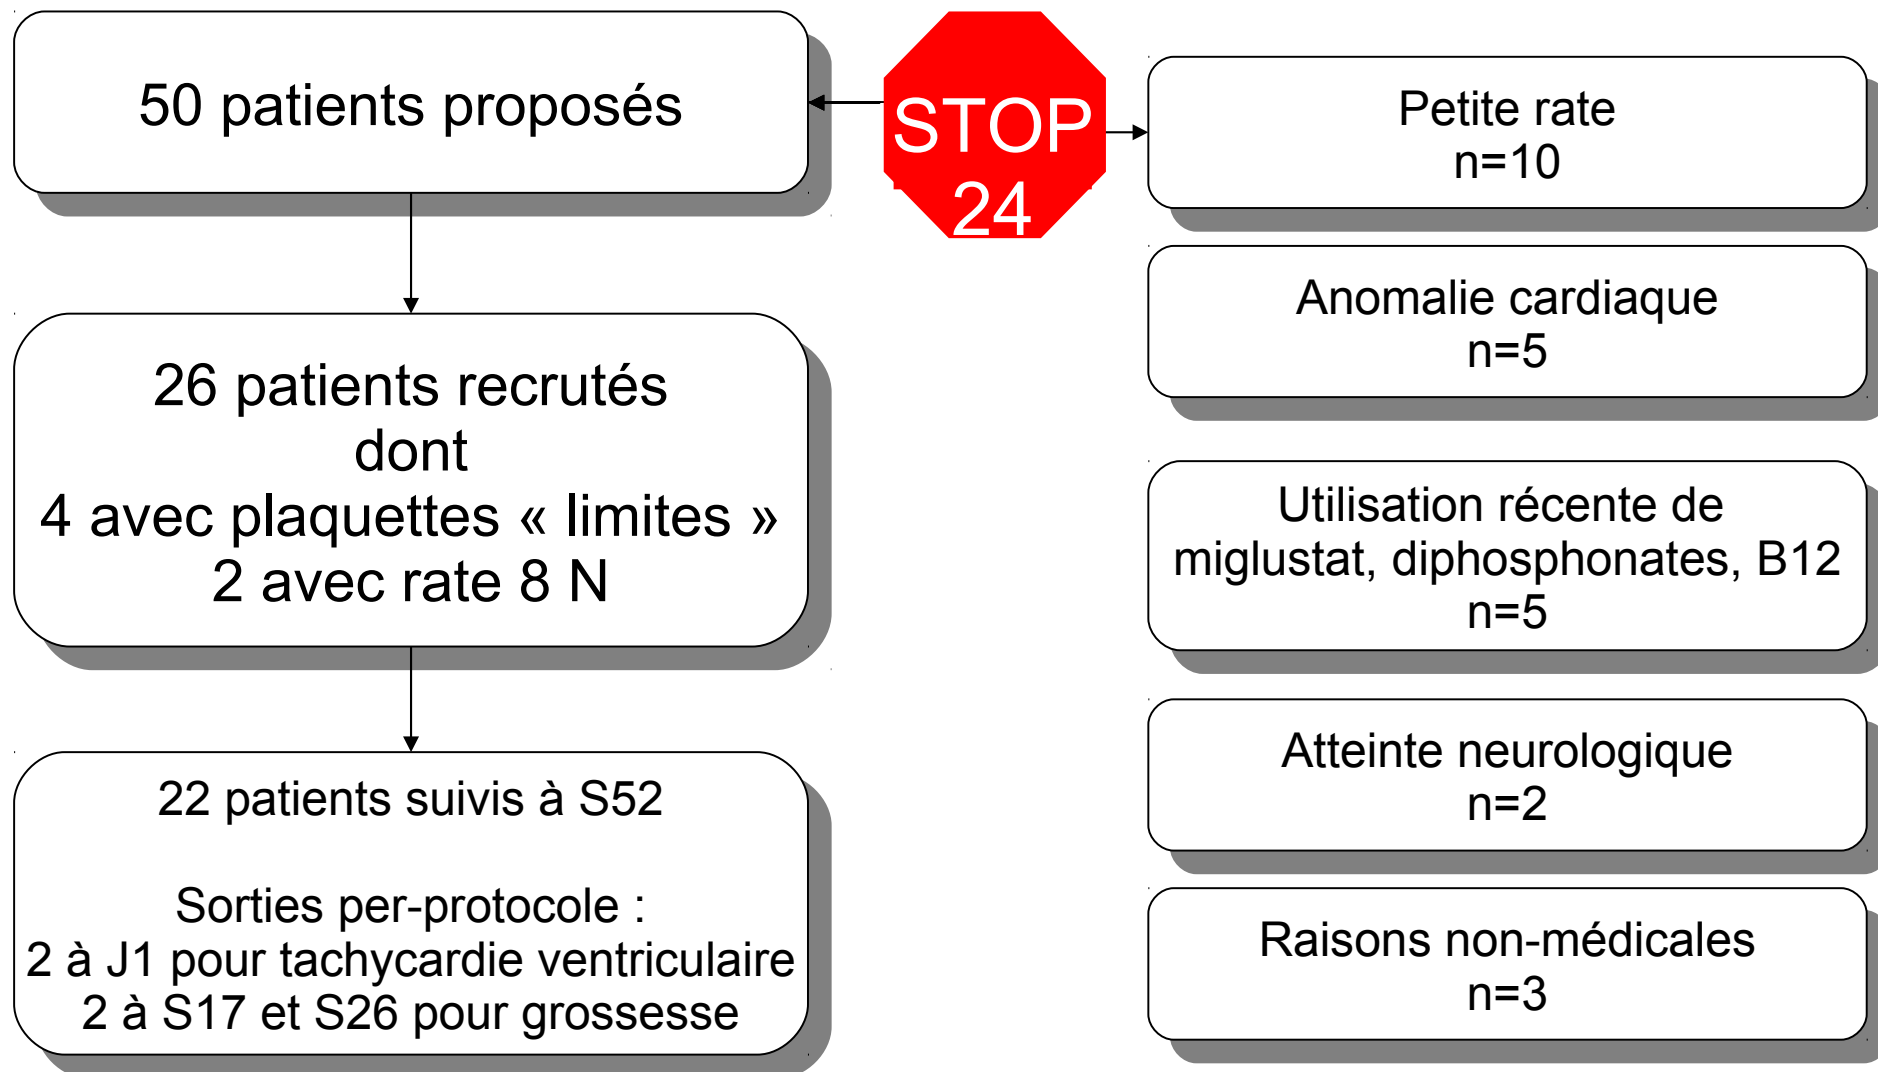 50 patients proposés
STOP
24
26 patients recrutés
dont
4 avec plaquettes « limites »
2 avec rate 8 N
22 patients suivis à S52
Sorties per-protocole :
2 à J1 pour tachycardie ventriculaire
2 à S17 et S26 pour grossesse
Petite rate
n=10
Anomalie cardiaque
n=5
Utilisation récente de
miglustat, diphosphonates, B12
n=5
Atteinte neurologique
n=2
Raisons non-médicales
n=3